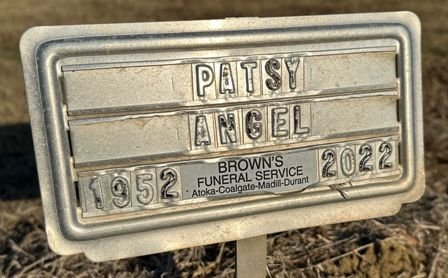 PATSY
ANGEL
1952 BROWN'S 2022
FUNERAL SERVICE
Atoka-Coalgate-Madill-Durant